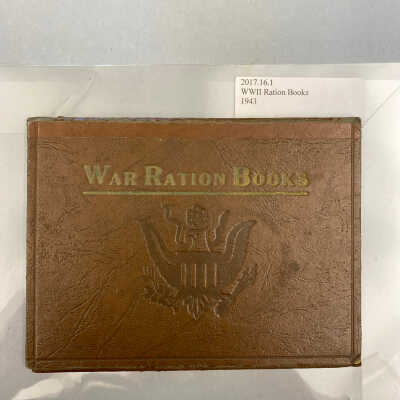 2017.16.1
WWII Ration Books
1943
WAR RATION BOOKS